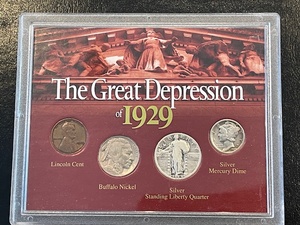 The Great Depression
of 1929
Lincoln Cent
Buffalo Nickel
Silver
Standing Liberty Quarter
Silver
Mercury Dime